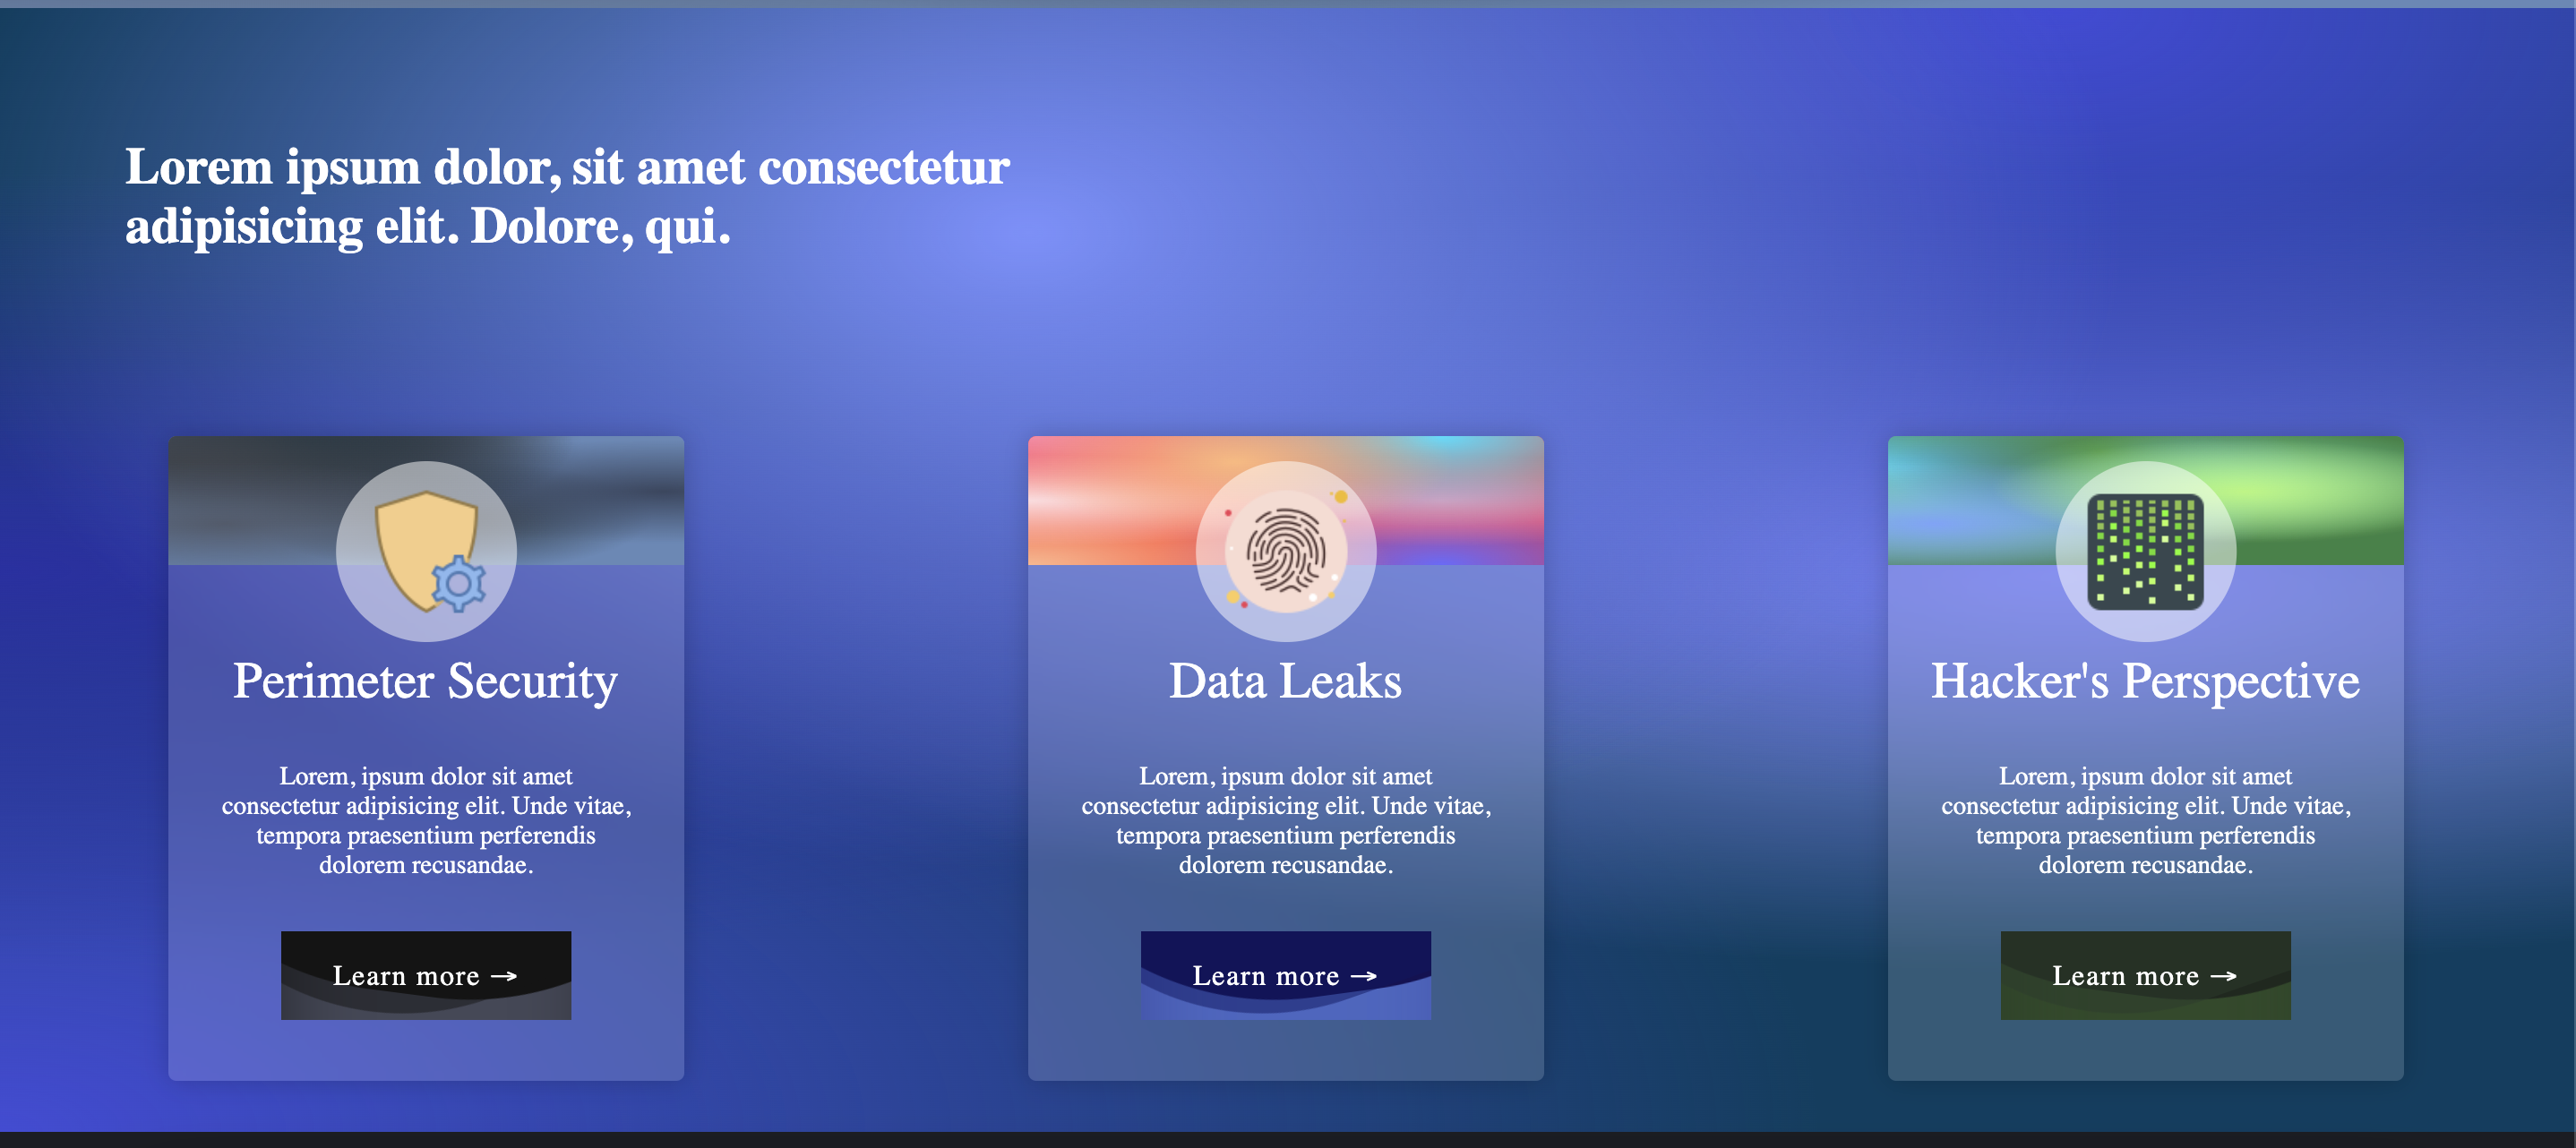 Lorem ipsum dolor, sit amet consectetur
adipisicing elit. Dolore, qui.
Perimeter Security
Lorem, ipsum dolor sit amet
consectetur adipisicing elit. Unde vitae,
tempora praesentium perferendis
dolorem recusandae.
Learn more →
Data Leaks
Lorem, ipsum dolor sit amet
consectetur adipisicing elit. Unde vitae,
tempora praesentium perferendis
dolorem recusandae.
Learn more →
Hacker's Perspective
Lorem, ipsum dolor sit amet
consectetur adipisicing elit. Unde vitae,
tempora praesentium perferendis
dolorem recusandae.
Learn more →